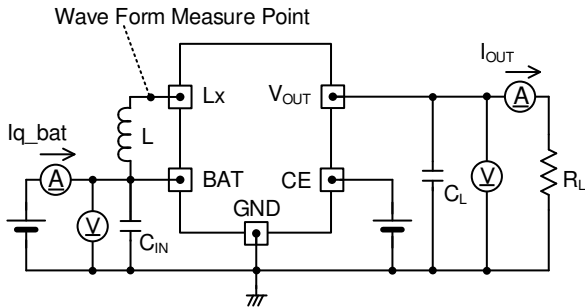 Wave Form Measure Point
Lx
VOUT
IOUT
A
L
Iq_bat
A
BAT
CE
V
CIN
GND
CL
V
RL